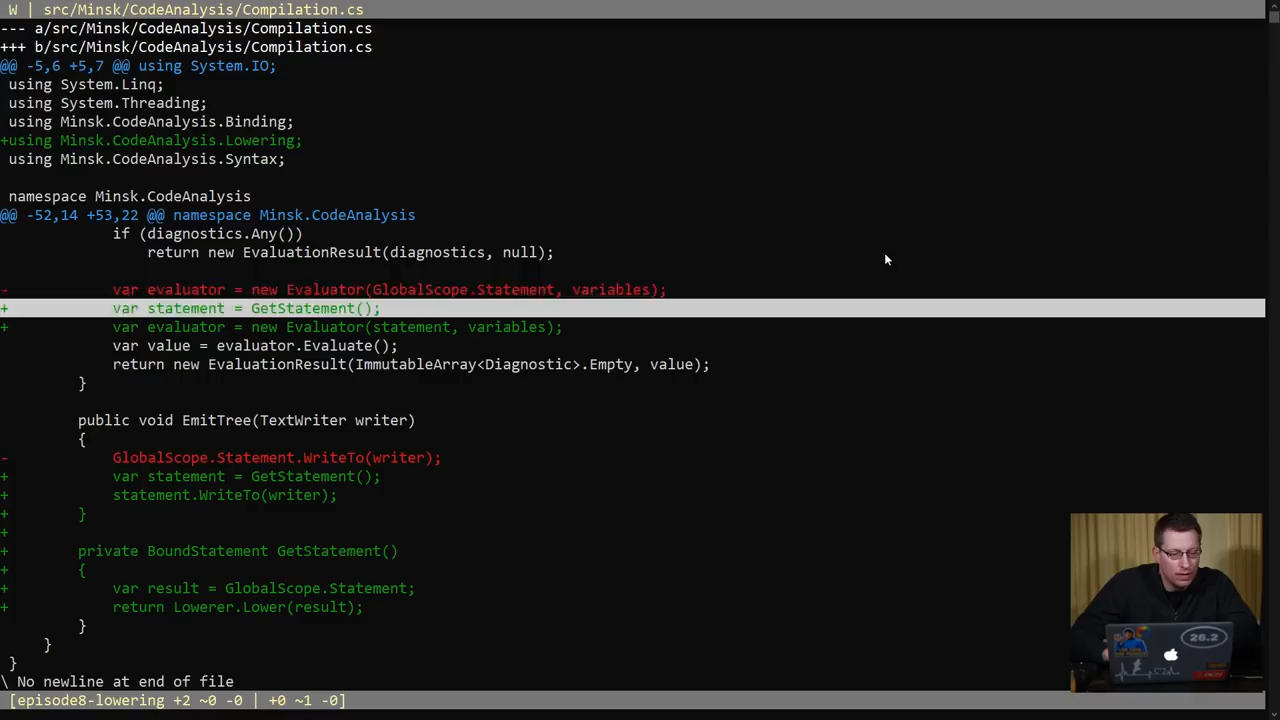 W | src/Minsk/CodeAnalysis/Compilation.cs
--- a/src/Minsk/CodeAnalysis/Compilation.cs
+++ b/src/Minsk/CodeAnalysis/Compilation.cs
@@ -5,6 +5,7 @@ using System.IO;
 using System.Linq;
 using System.Threading;
 using Minsk.CodeAnalysis.Binding;
+using Minsk.CodeAnalysis.Lowering;
 using Minsk.CodeAnalysis.Syntax;
 namespace Minsk.CodeAnalysis
@@ -52,14 +53,22 @@ namespace Minsk.CodeAnalysis
             if (diagnostics.Any())
                 return new EvaluationResult(diagnostics, null);
-            var evaluator = new Evaluator(GlobalScope.Statement, variables);
+            var statement = GetStatement();
+            var evaluator = new Evaluator(statement, variables);
             var value = evaluator.Evaluate();
             return new EvaluationResult(ImmutableArray<Diagnostic>.Empty, value);
         }
         public void EmitTree(TextWriter writer)
         {
-            GlobalScope.Statement.WriteTo(writer);
+            var statement = GetStatement();
+            statement.WriteTo(writer);
+        }
+
+        private BoundStatement GetStatement()
+        {
+            var result = GlobalScope.Statement;
+            return Lowerer.Lower(result);
         }
     }
 }
\ No newline at end of file
[episode8-lowering +2 ~0 -0 | +0 ~1 -0]
26.2